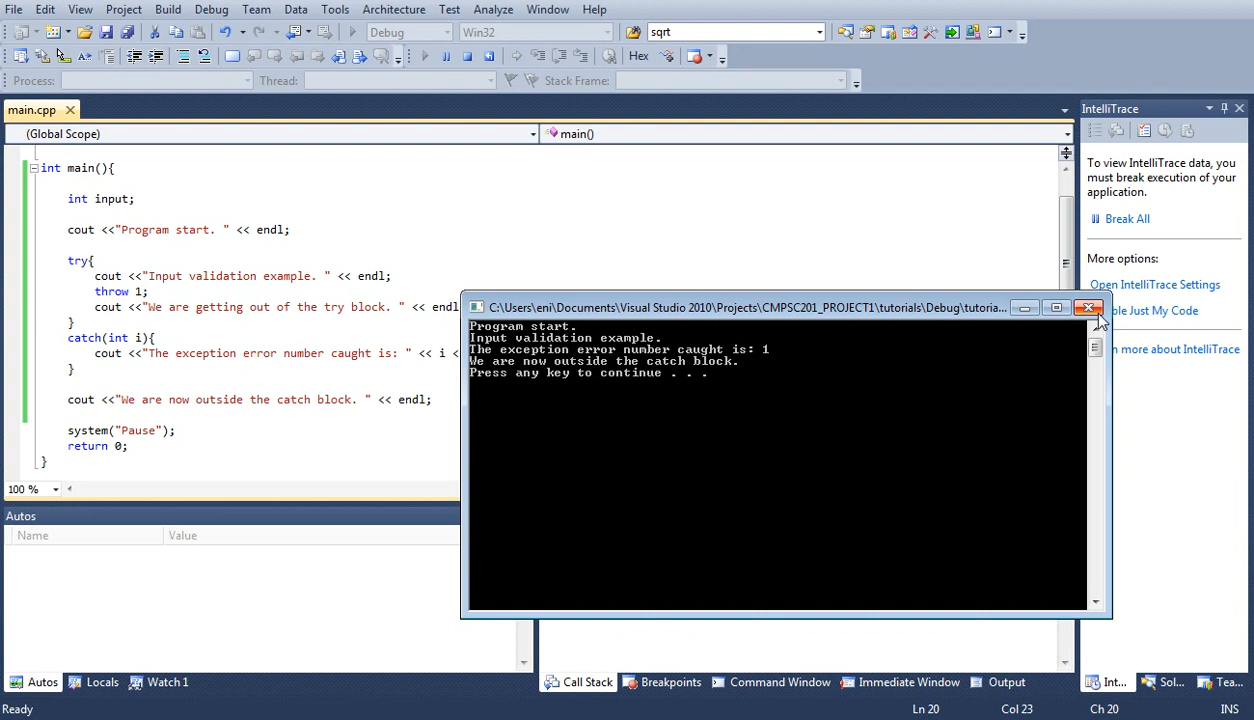 File Edit View Project Build Debug Team Data Tools Architecture Test Analyze Window Help
Debug Win32 sqrt
Hex
Process: Thread: Stack Frame:
main.cpp
(Global Scope) main()
int main(){
int input;
cout <<"Program start. " << endl;
try{
cout <<"Input validation example. " << endl;
throw 1;
cout <<"We are getting out of the try block. " << endl
}
catch(int i){
cout <<"The exception error number caught is: " << i <
}
cout <<"We are now outside the catch block. " << endl;
system("Pause");
return 0;
}
100 %
C:\Users\eni\Documents\Visual Studio 2010\Projects\CMPSC201_PROJECT1\tutorials\Debug\tutoria...
Program start.
Input validation example.
The exception error number caught is: 1
We are now outside the catch block.
Press any key to continue . . .
IntelliTrace
To view IntelliTrace data, you
must break execution of your
application.
Break All
More options:
Open IntelliTrace Settings
ble Just My Code
n more about IntelliTrace
Autos
Name Value
Autos Locals Watch 1
Call Stack Breakpoints Command Window Immediate Window Output
Int... Sol... Tea...
Ready Ln 20 Col 23 Ch 20 INS